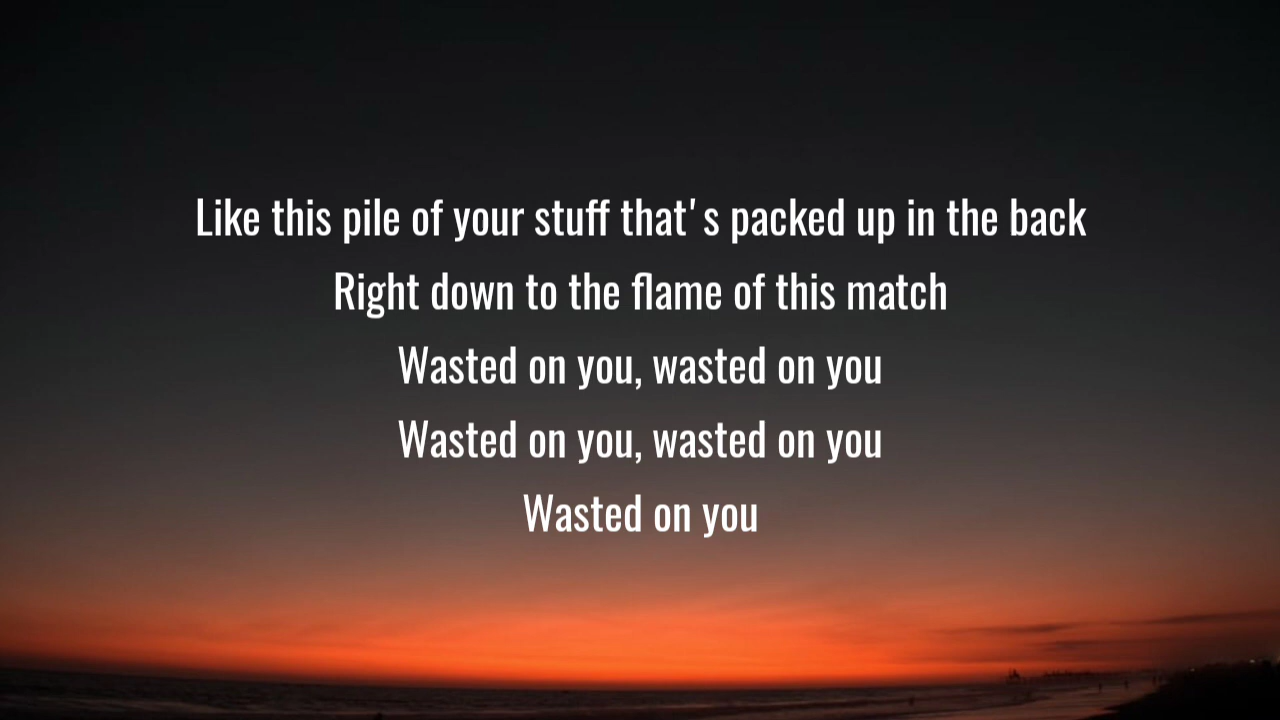 Like this pile of your stuff that's packed up in the back
Right down to the flame of this match
Wasted on you, wasted on you
Wasted on you, wasted on you
Wasted on you